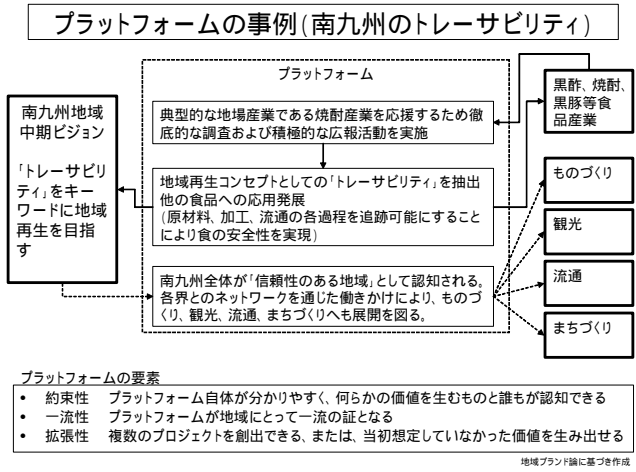 プラットフォームの事例(南九州のトレーサビリティ)
プラットフォーム
南九州地域
中期ビジョン
「トレーサビリ
ティ」をキー
ワードに地域
再生を目指
す
典型的な地場産業である焼酎産業を応援するため徹
底的な調査および積極的な広報活動を実施
地域再生コンセプトとしての「トレーサビリティ」を抽出
他の食品への応用発展
(原材料、加工、流通の各過程を追跡可能にすること
により食の安全性を実現)
南九州全体が「信頼性のある地域」として認知される。
各界とのネットワークを通じた働きかけにより、ものづ
くり、観光、流通、まちづくりへも展開を図る。
黒酢、焼酎、
黒豚等食
品産業
ものづくり
観光
流通
まちづくり
プラットフォームの要素
• 約束性 プラットフォーム自体が分かりやすく、何らかの価値を生むものと誰もが認知できる
• 一流性 プラットフォームが地域にとって一流の証となる
• 拡張性 複数のプロジェクトを創出できる、または、当初想定していなかった価値を生み出せる
地域ブランド論に基づき作成